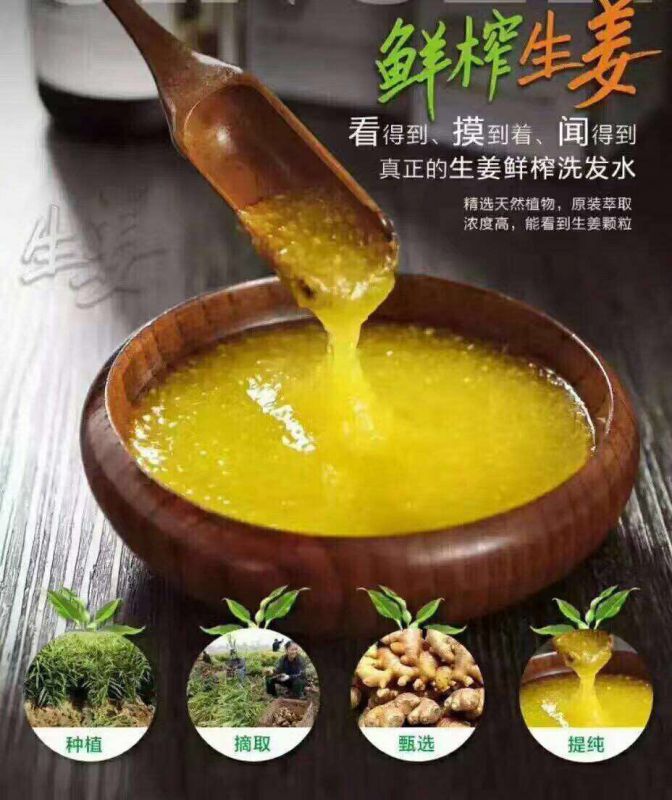 鲜榨生姜
看得到、摸到着、闻得到
真正的生姜鲜榨洗发水
精选天然植物，原装萃取
浓度高，能看到生姜颗粒
生姜
种植
摘取
甄选
提纯